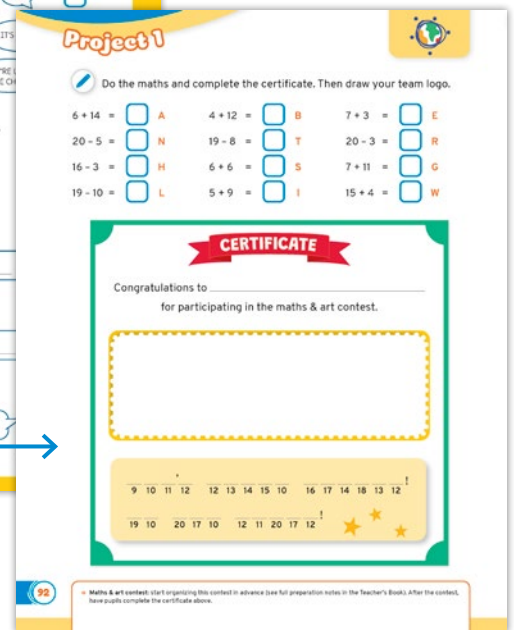 IT'S
Project 1
Do the maths and complete the certificate. Then draw your team logo.
6 + 14 = A 4 + 12 = B 7 + 3 = E
20 - 5 = N 19 - 8 = T 20 - 3 = R
16 - 3 = H 6 + 6 = S 7 + 11 = G
19 - 10 = L 5 + 9 = I 15 + 4 = W
CERTIFICATE
Congratulations to
for participating in the maths & art contest.
' !
9 10 11 12 12 13 14 15 10 16 17 14 18 13 12
!
19 10 20 17 10 12 11 20 17 12
92
Maths & art contest: start organizing this contest in advance (see full preparation notes in the Teacher's Book). After the contest,
have pupils complete the certificate above.